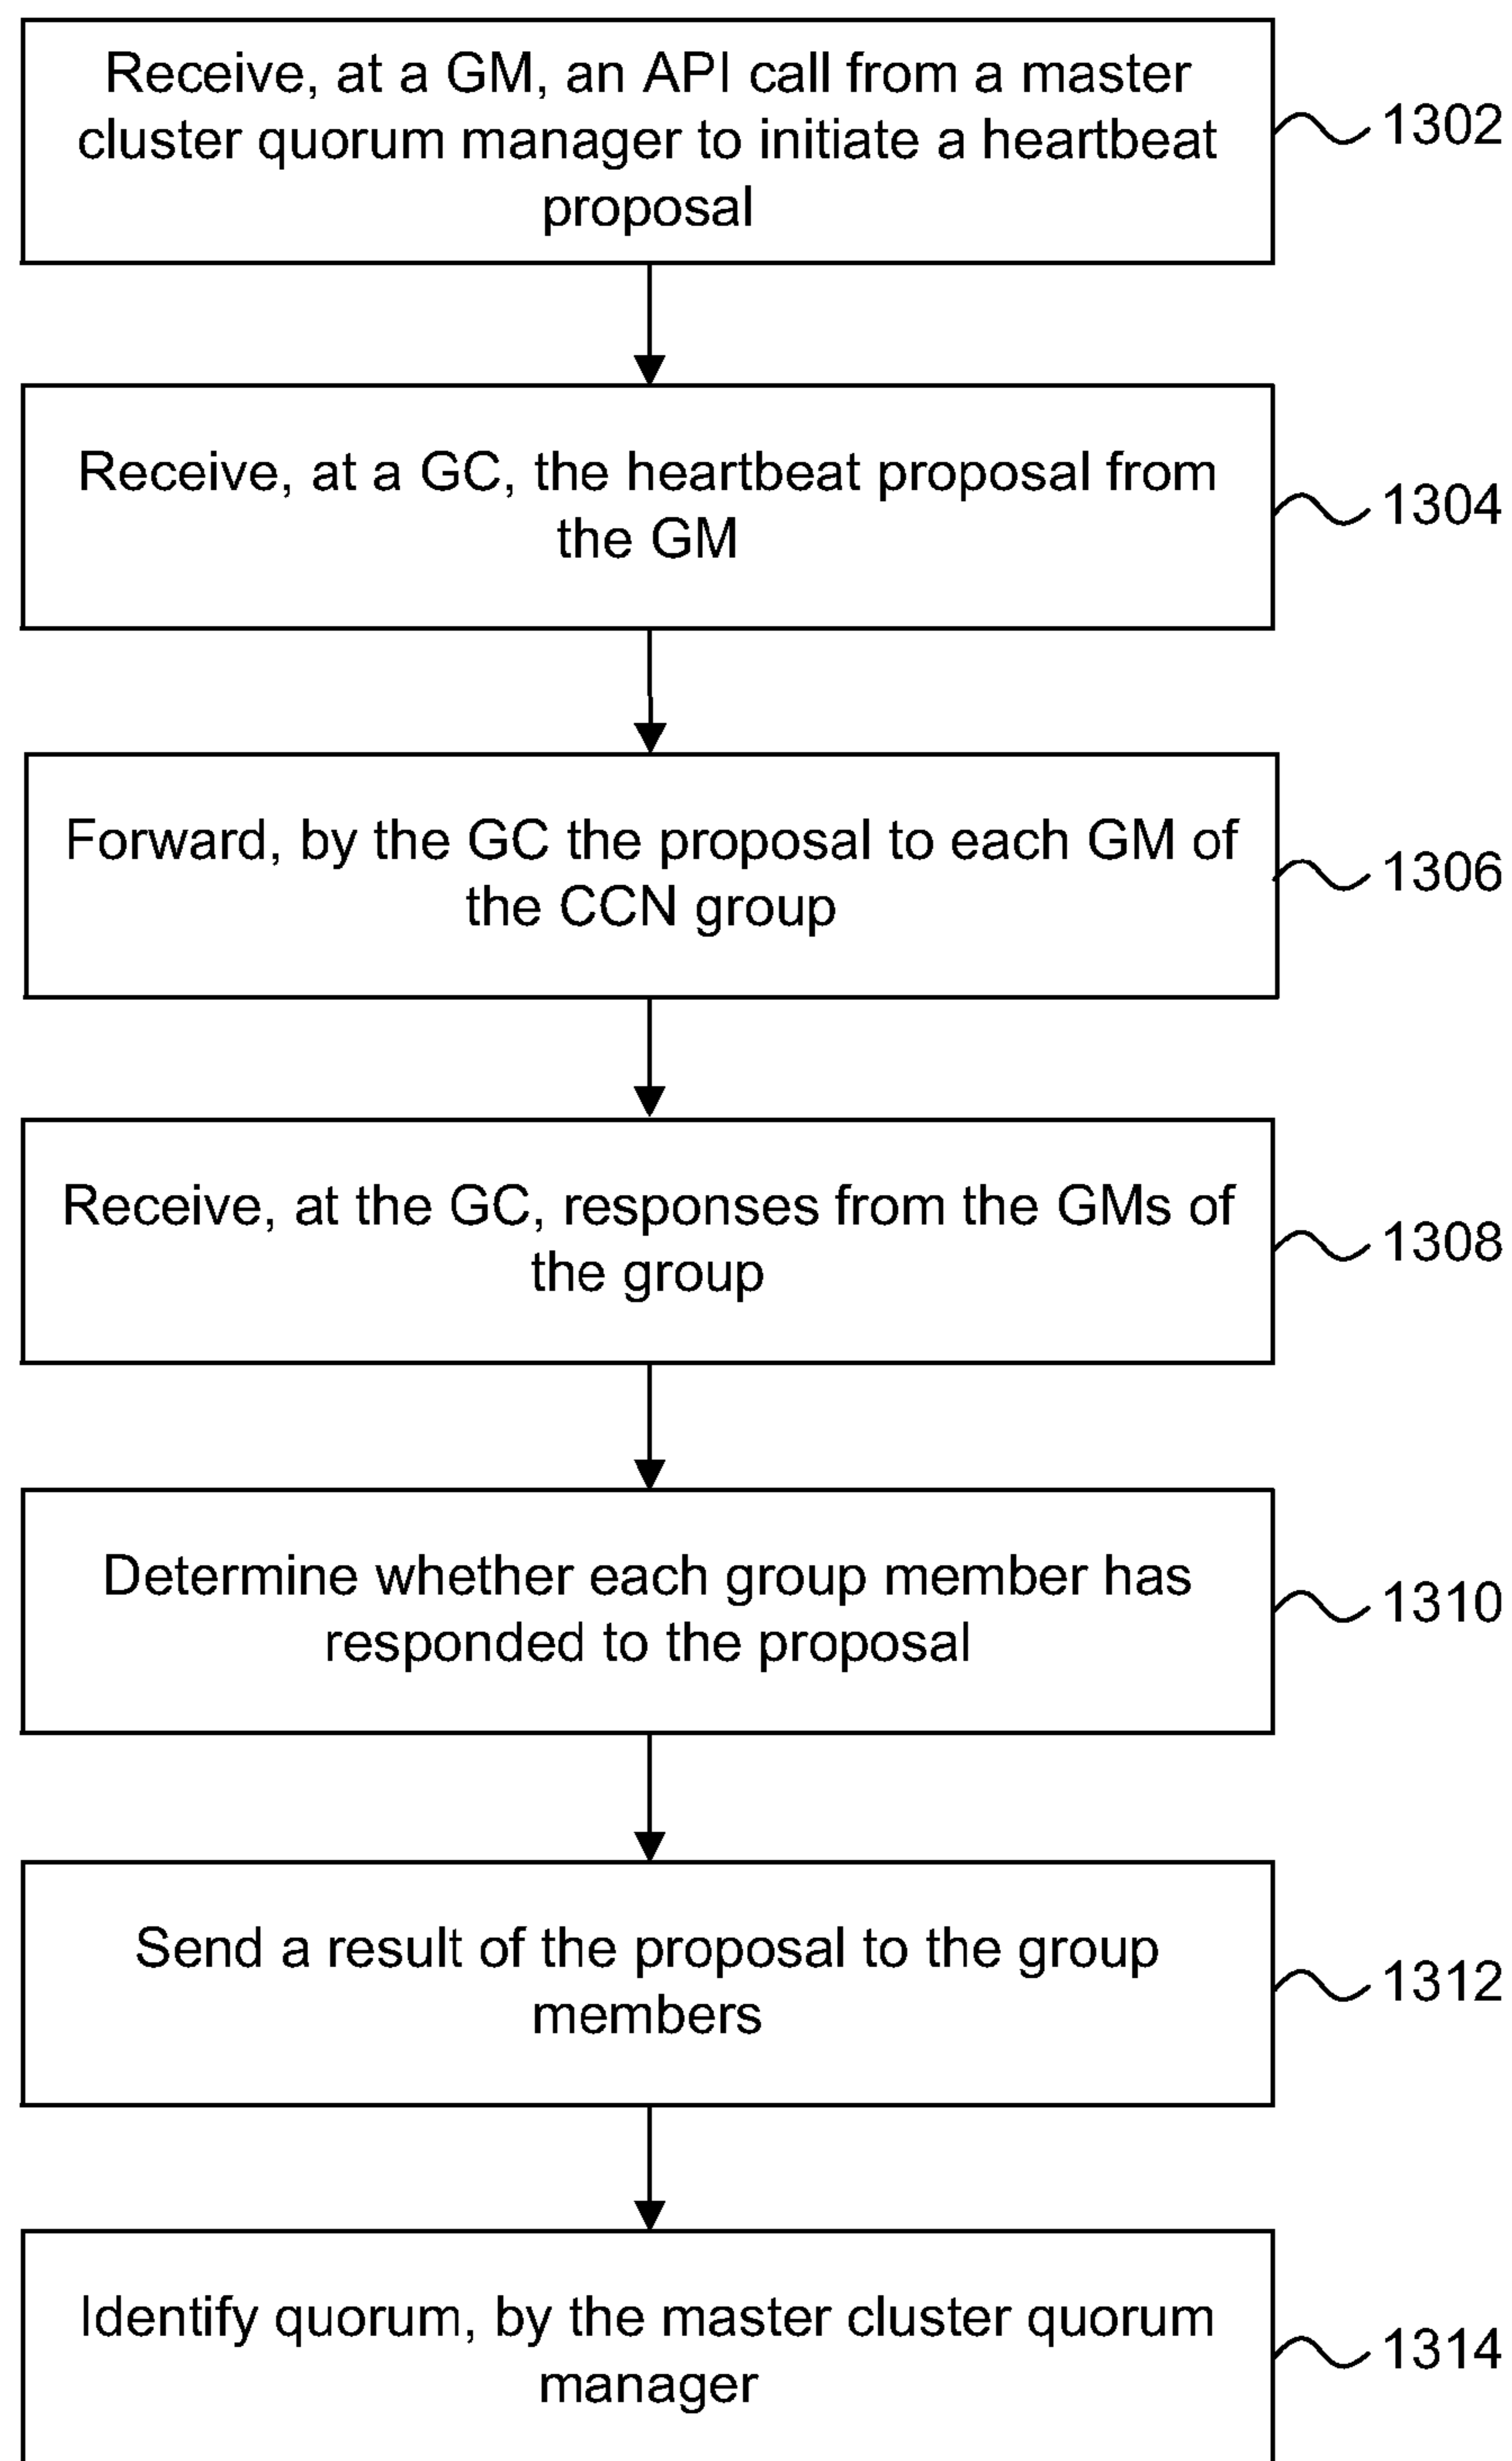 Receive, at a GM, an API call from a master
cluster quorum manager to initiate a heartbeat
proposal
1302
Receive, at a GC, the heartbeat proposal from
the GM
1304
Forward, by the GC the proposal to each GM of
the CCN group
1306
Receive, at the GC, responses from the GMs of
the group
1308
Determine whether each group member has
responded to the proposal
1310
Send a result of the proposal to the group
members
1312
Identify quorum, by the master cluster quorum
manager
1314